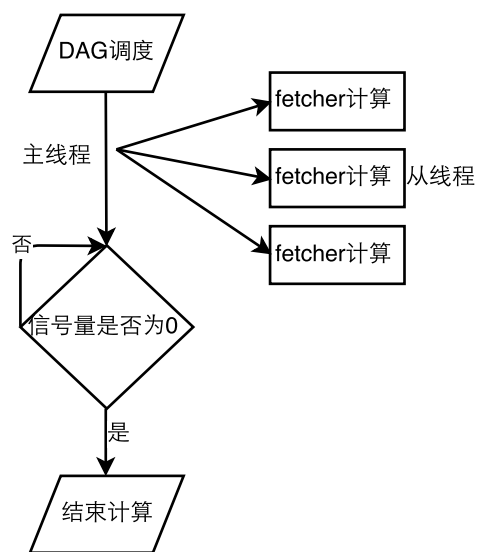 DAG调度
fetcher计算
主线程
fetcher计算
从线程
fetcher计算
否
信号量是否为0
是
结束计算